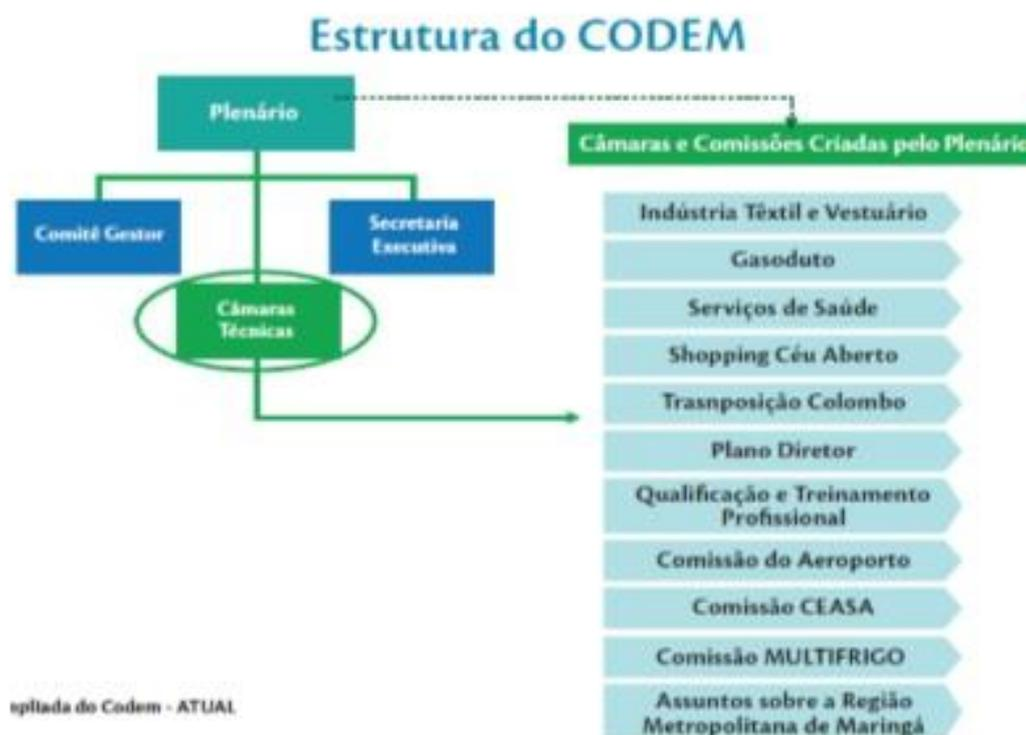 Estrutura do CODEM
Plenário
Câmaras e Comissões Criadas pelo Plenário
Comitê Gestor
Secretaria
Executiva
Câmaras
Técnicas
Indústria Têxtil e Vestuário
Gasoduto
Serviços de Saúde
Shopping Céu Aberto
Trasnposição Colombo
Plano Diretor
Qualificação e Treinamento
Profissional
Comissão do Aeroporto
Comissão CEASA
Comissão MULTIFRIGO
Assuntos sobre a Região
Metropolitana de Maringá
do Codem - ATUAL